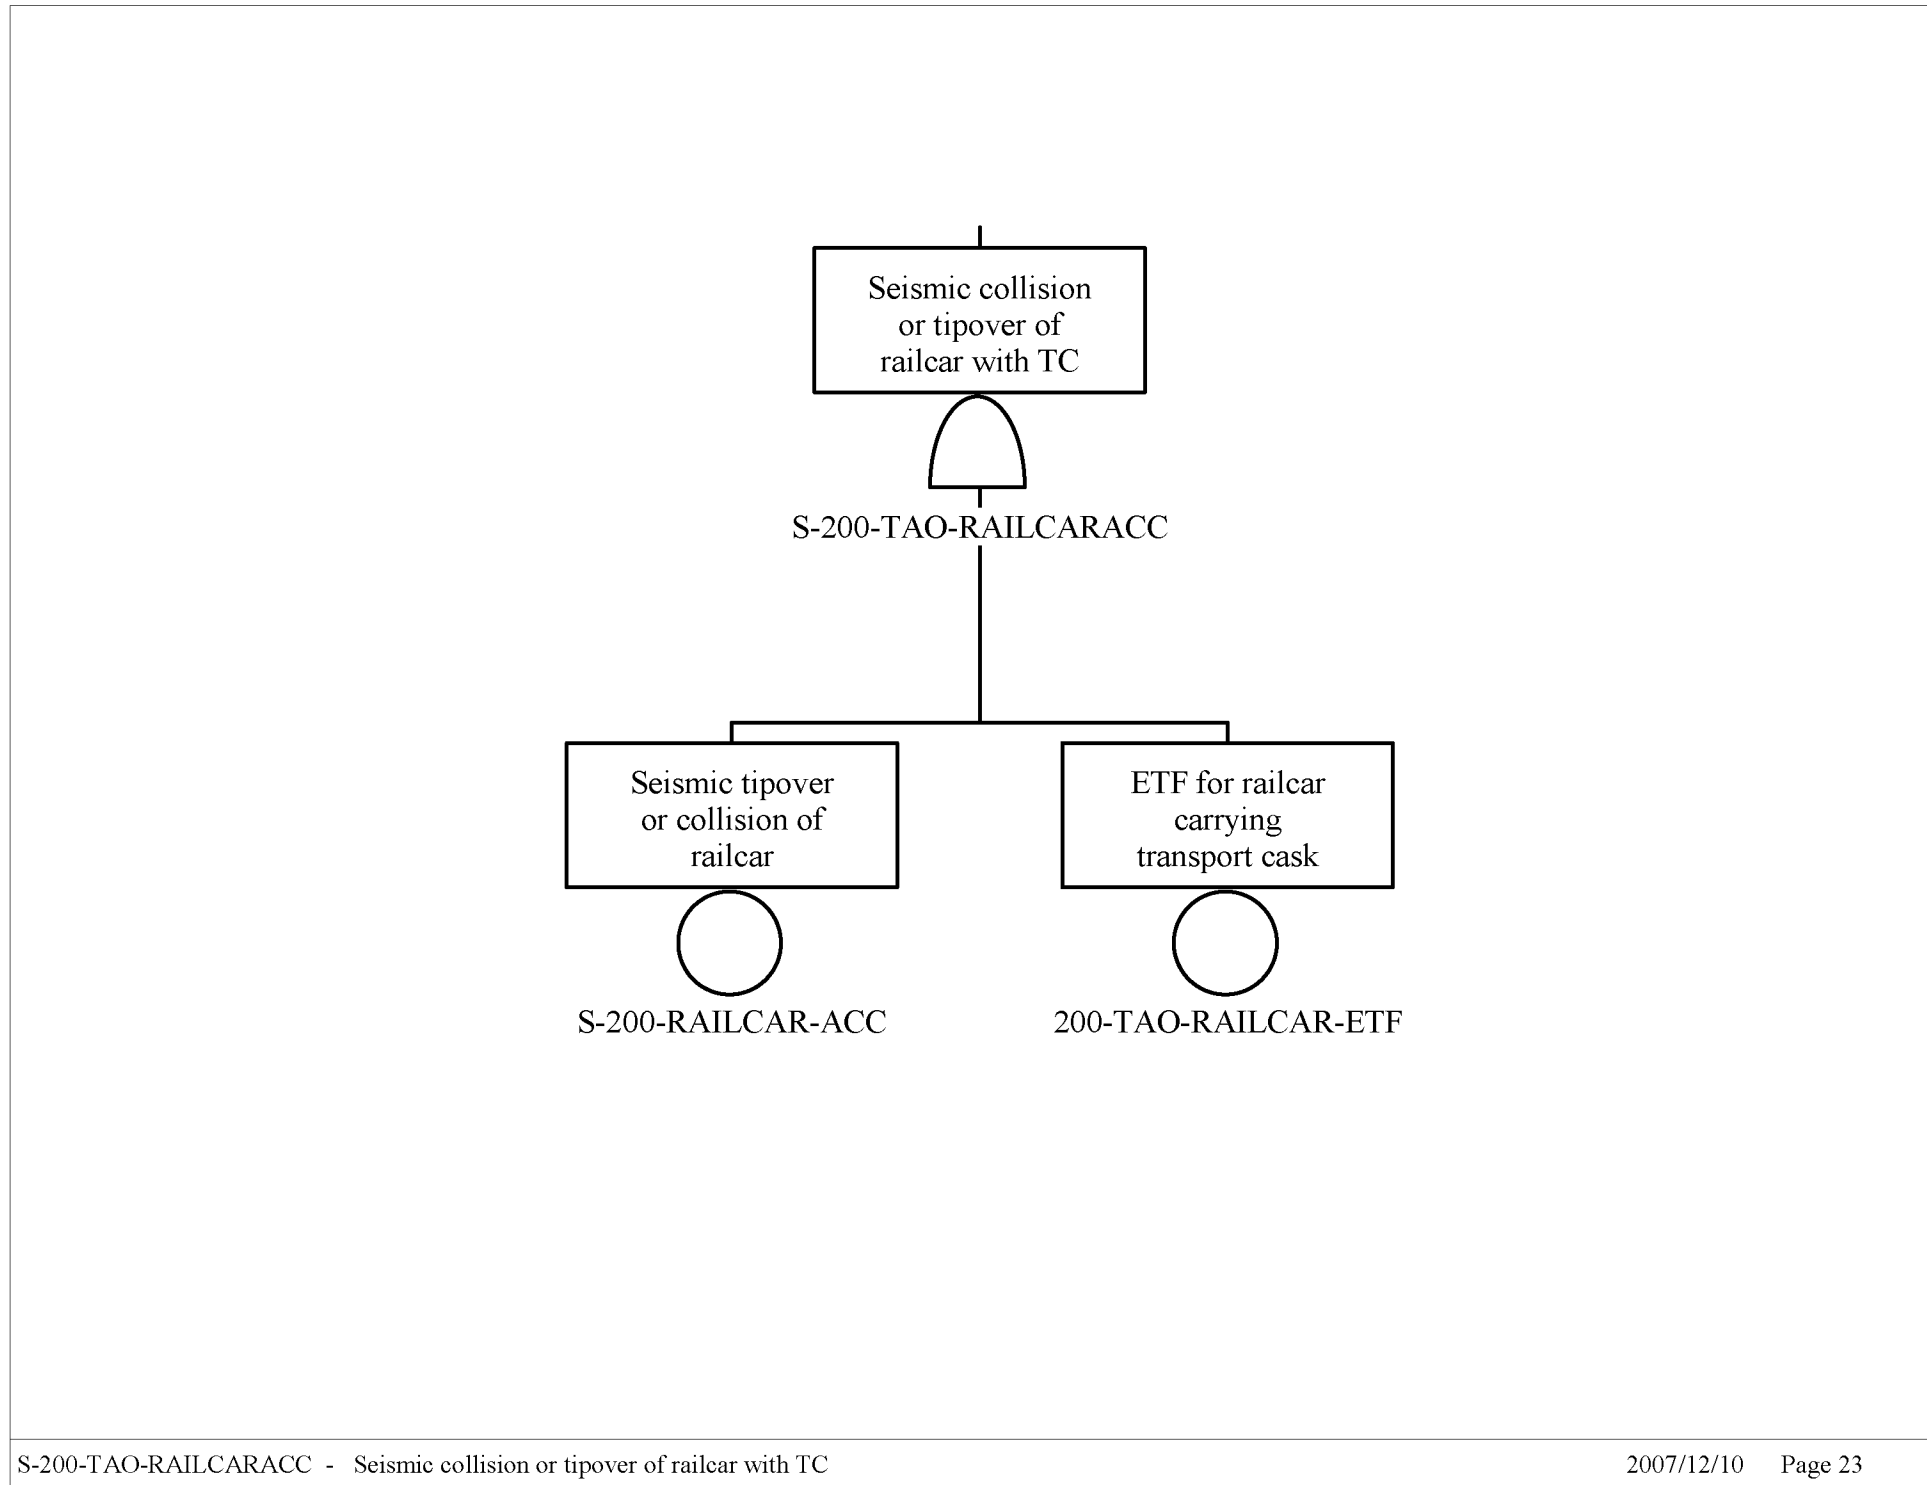 Seismic collision
or tipover of
railcar with TC
S-200-TAO-RAILCARACC
Seismic tipover
or collision of
railcar
S-200-RAILCAR-ACC
ETF for railcar
carrying
transport cask
200-TAO-RAILCAR-ETF
S-200-TAO-RAILCARACC - Seismic collision or tipover of railcar with TC
2007/12/10 Page 23